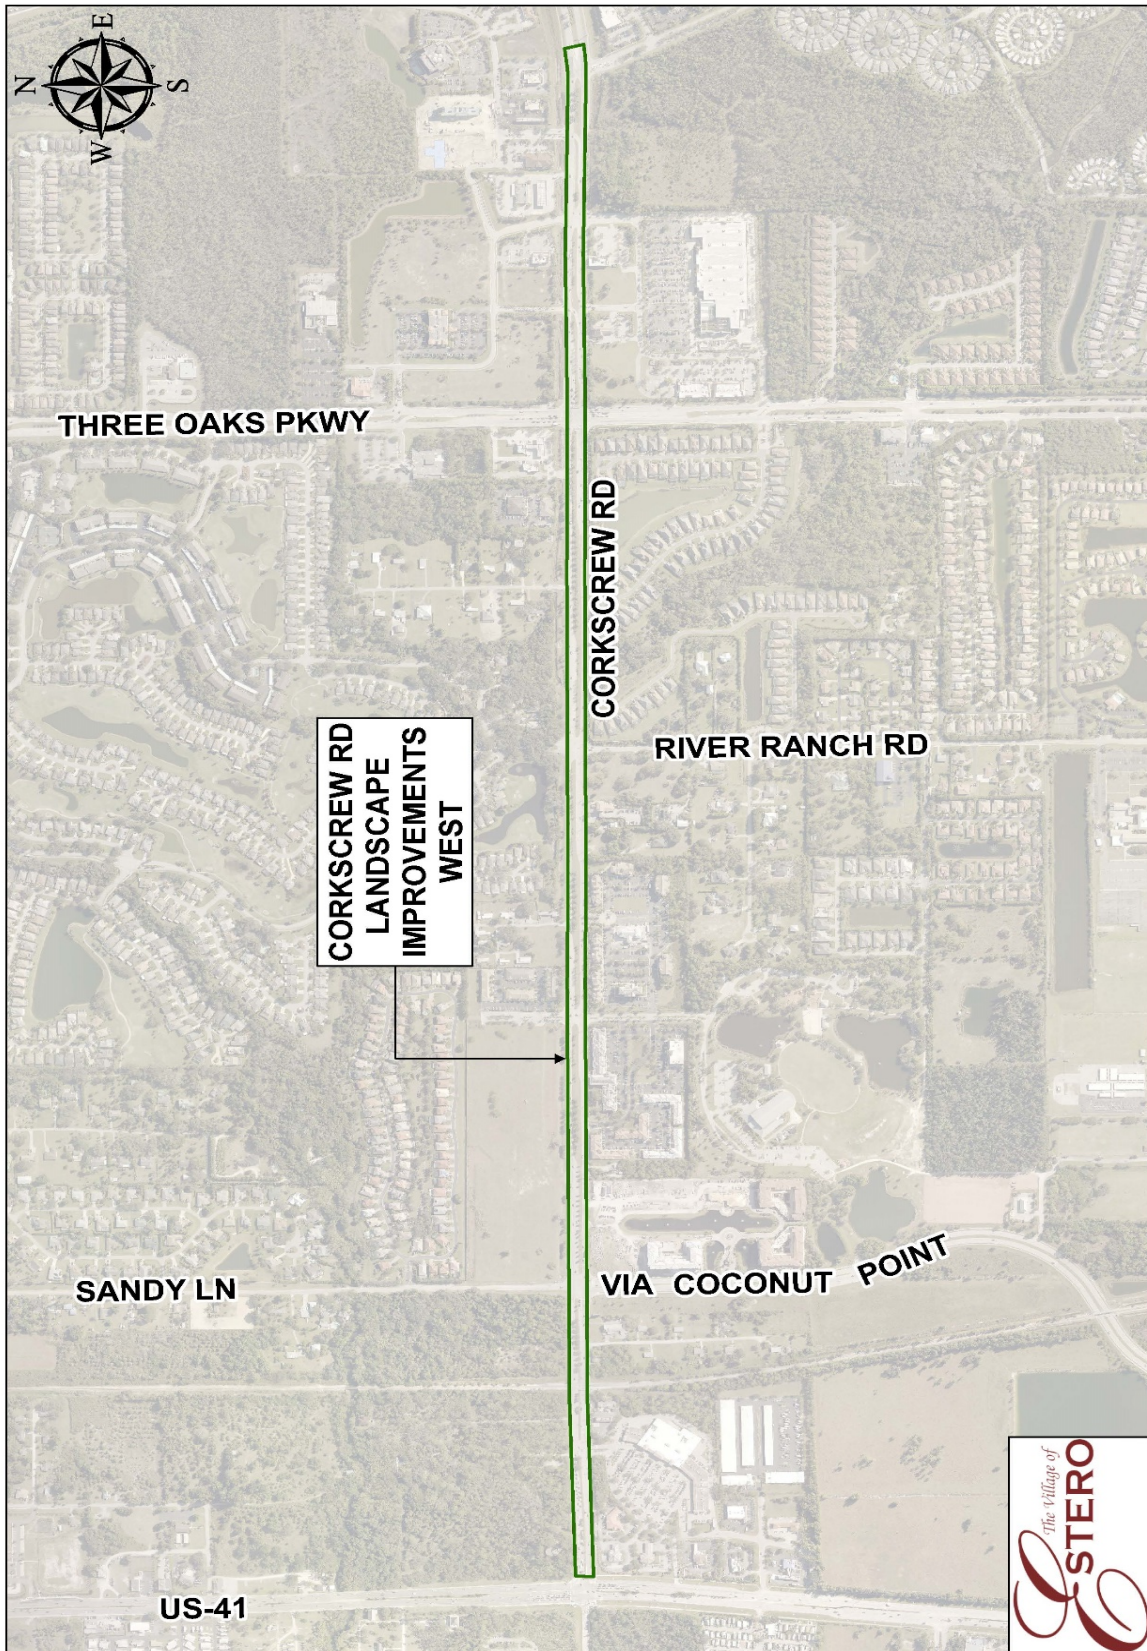 N
E
S
W
THREE OAKS PKWY
CORKSCREW RD
RIVER RANCH RD
CORKSCREW RD
LANDSCAPE
IMPROVEMENTS
WEST
SANDY LN
VIA COCONUT POINT
US-41
The Village of
ESTERO